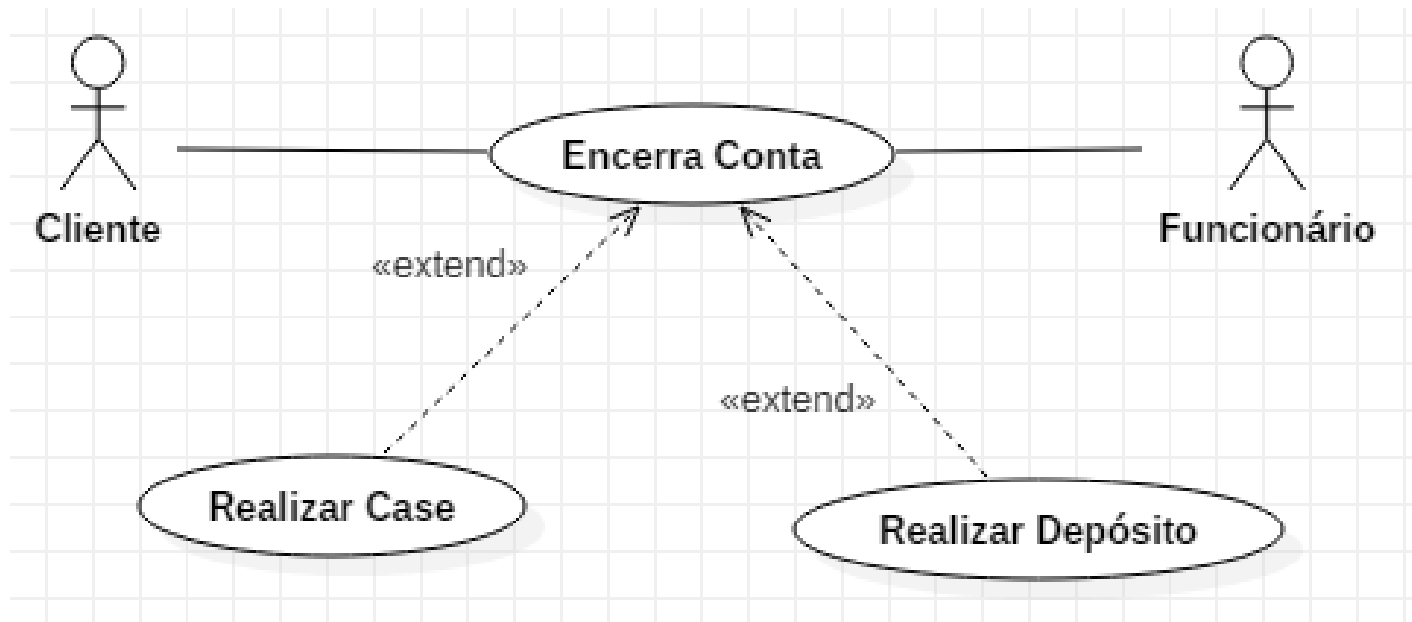 Encerra Conta
Cliente
Funcionário
«extend»
«extend»
Realizar Case
Realizar Depósito